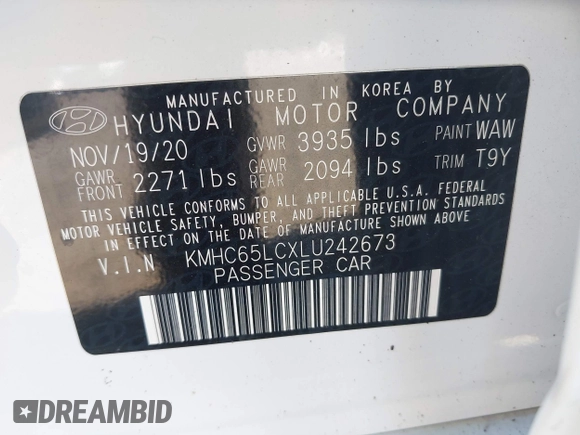 MANUFACTURED IN KOREA BY
HYUNDAI MOTOR COMPANY
NOV/19/20 GVWR 3935 lbs PAINT WAW
GAWR FRONT 2271 lbs GAWR REAR 2094 lbs TRIM T9Y
THIS VEHICLE CONFORMS TO ALL APPLICABLE U.S.A. FEDERAL
MOTOR VEHICLE SAFETY, BUMPER, AND THEFT PREVENTION STANDARDS
IN EFFECT ON THE DATE OF MANUFACTURE SHOWN ABOVE
V.I.N KMHC65LCXLU242673
PASSENGER CAR
DREAMBID